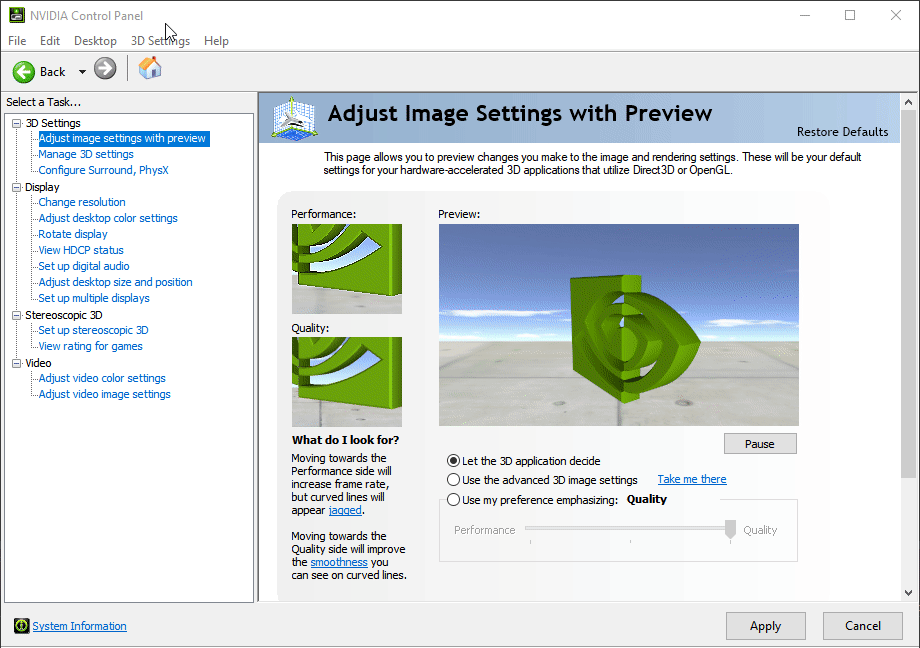 NVIDIA Control Panel
File Edit Desktop 3D Settings Help
Back
Select a Task...
3D Settings
Adjust image settings with preview
Manage 3D settings
Configure Surround, PhysX
Display
Change resolution
Adjust desktop color settings
Rotate display
View HDCP status
Set up digital audio
Adjust desktop size and position
Set up multiple displays
Stereoscopic 3D
Set up stereoscopic 3D
View rating for games
Video
Adjust video color settings
Adjust video image settings
Adjust Image Settings with Preview
Restore Defaults
This page allows you to preview changes you make to the image and rendering settings. These will be your default
settings for your hardware-accelerated 3D applications that utilize Direct3D or OpenGL.
Performance:
Quality:
What do I look for?
Moving towards the
Performance side will
increase frame rate,
but curved lines will
appear jagged.
Moving towards the
Quality side will improve
the smoothness you
can see on curved lines.
Preview:
Pause
Let the 3D application decide
Use the advanced 3D image settings Take me there
Use my preference emphasizing: Quality
Performance Quality
System Information
Apply Cancel